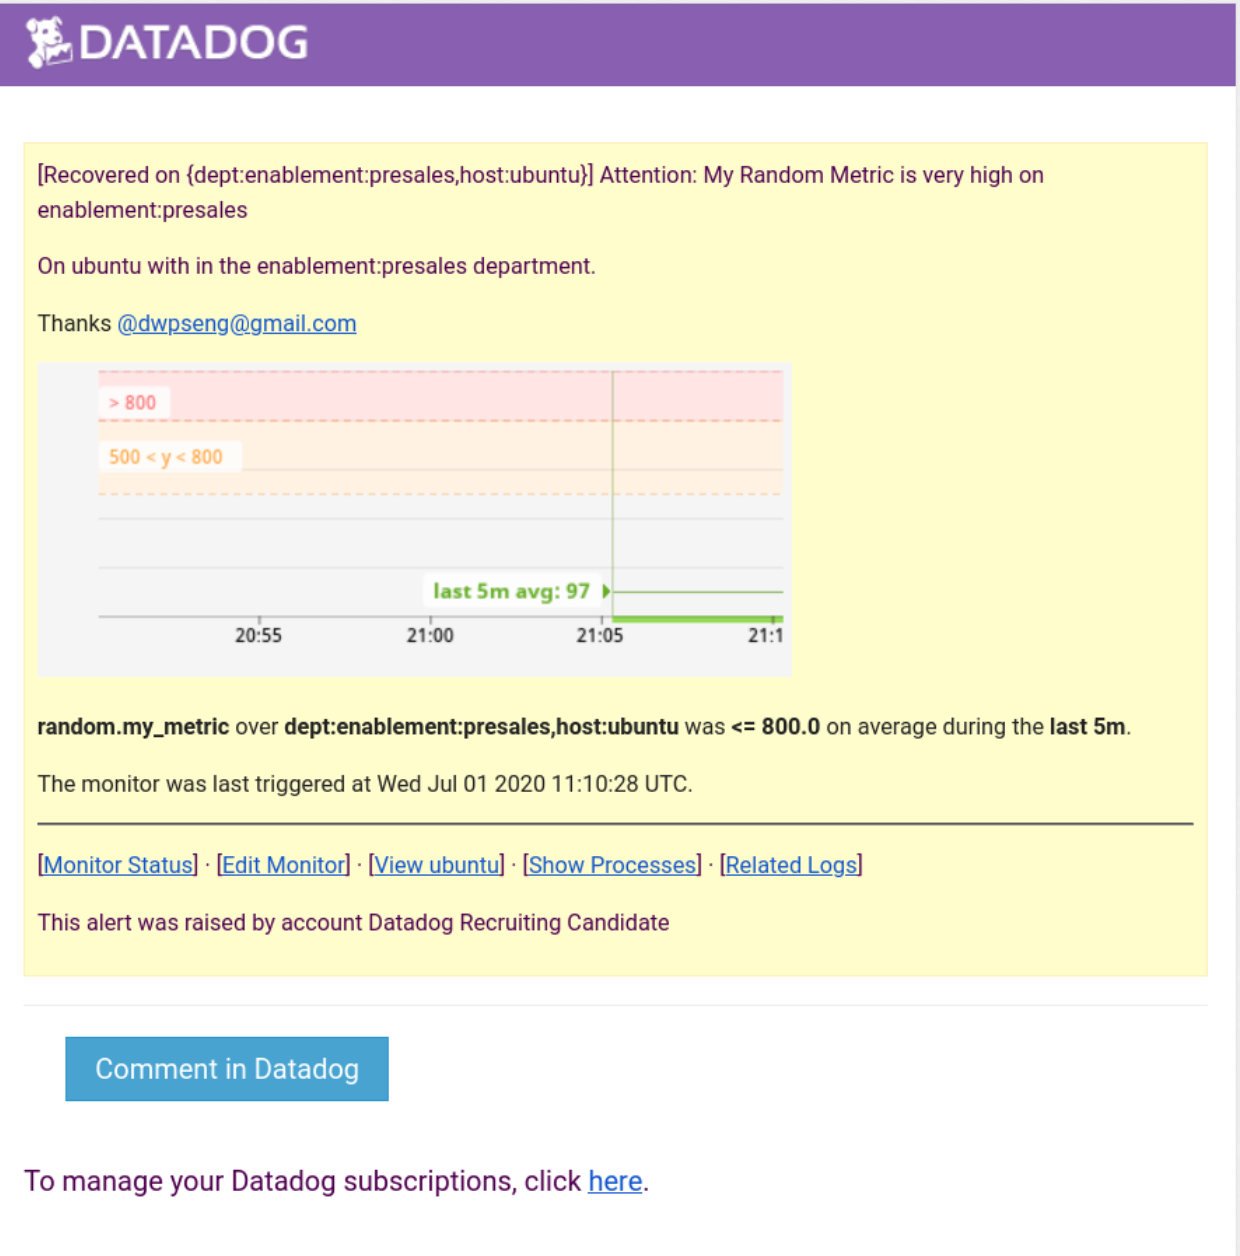 DATADOG
[Recovered on {dept:enablement:presales,host:ubuntu}] Attention: My Random Metric is very high on
enablement:presales
On ubuntu with in the enablement:presales department.
Thanks @dwpseng@gmail.com
> 800
500 < y < 800
last 5m avg: 97
20:55 21:00 21:05 21:1
random.my_metric over dept:enablement:presales,host:ubuntu was <= 800.0 on average during the last 5m.
The monitor was last triggered at Wed Jul 01 2020 11:10:28 UTC.
[Monitor Status] · [Edit Monitor] · [View ubuntu] · [Show Processes] · [Related Logs]
This alert was raised by account Datadog Recruiting Candidate
Comment in Datadog
To manage your Datadog subscriptions, click here.